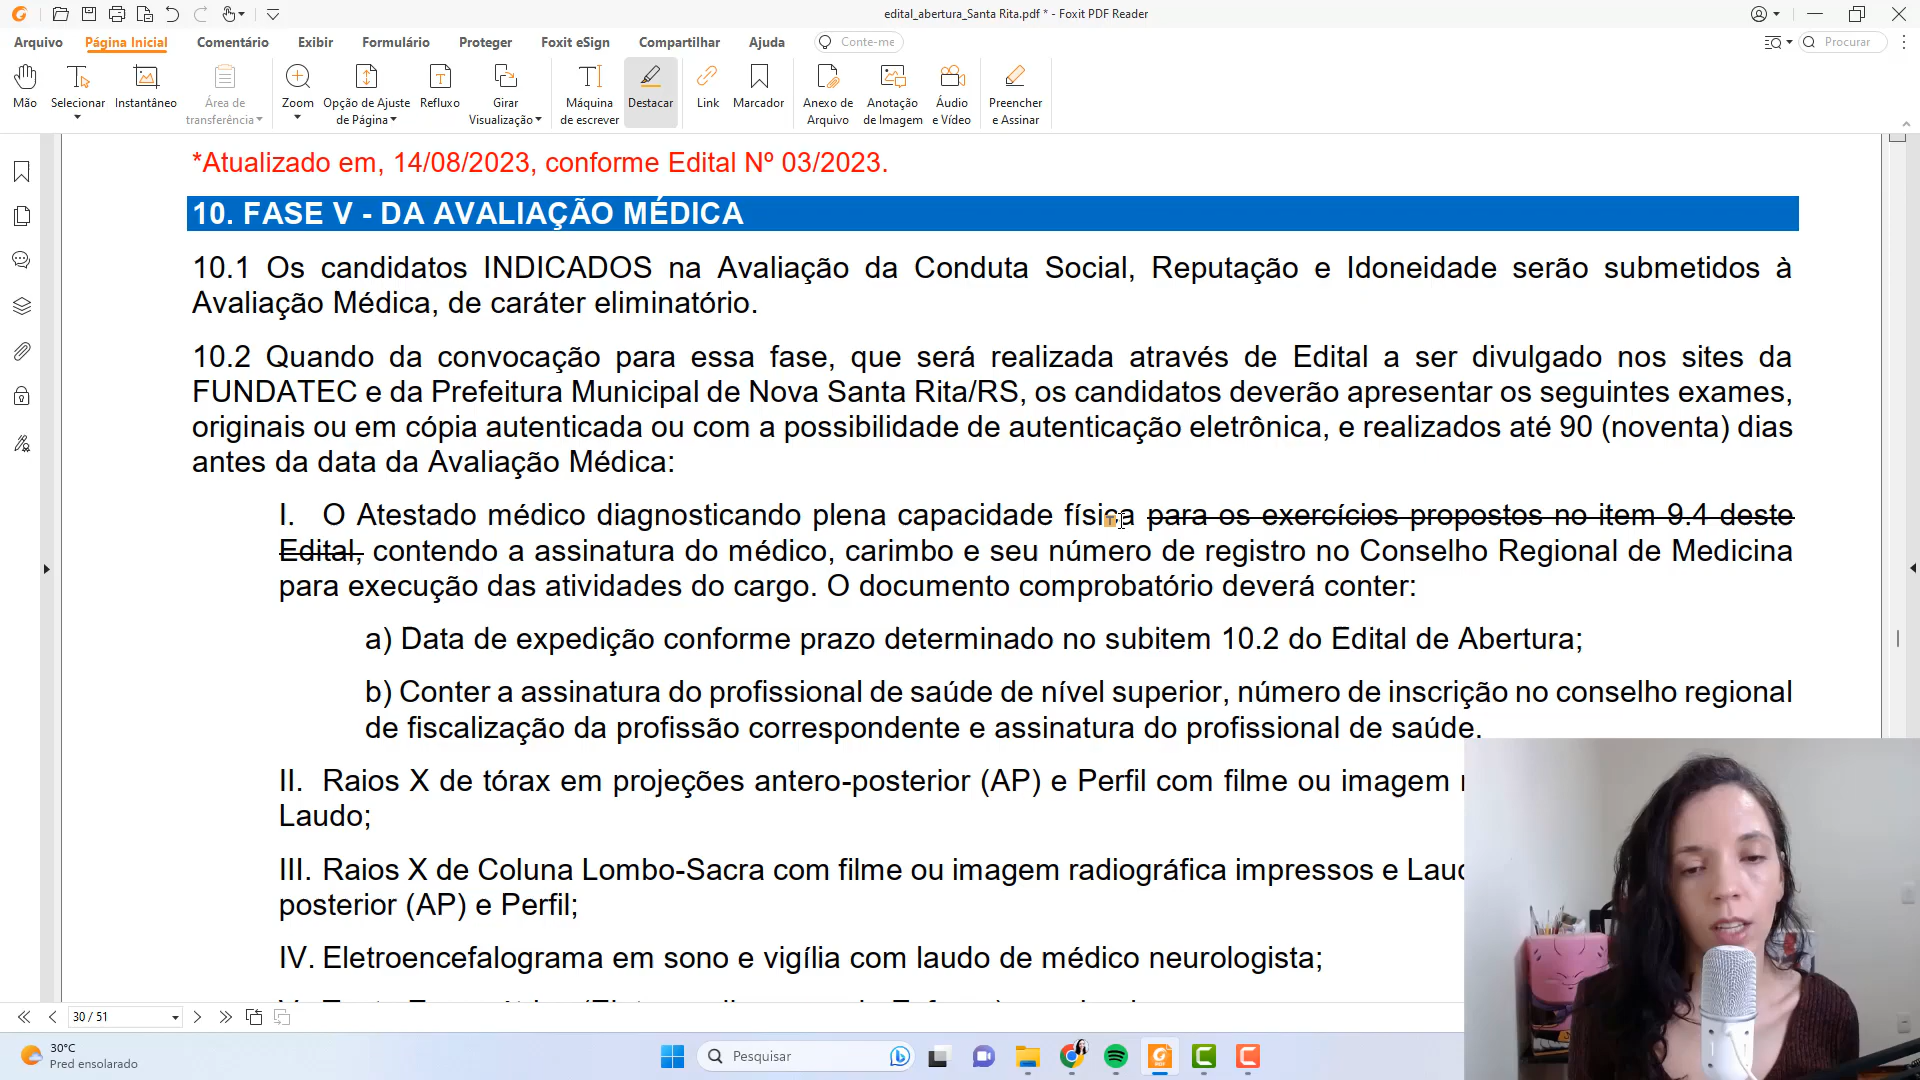 edital_abertura_Santa Rita.pdf * - Foxit PDF Reader
Arquivo Página Inicial Comentário Exibir Formulário Proteger Foxit eSign Compartilhar Ajuda Conte-me Procurar
Mão Selecionar Instantâneo Área de transferência Zoom Opção de Ajuste de Página Refluxo Girar Visualização Máquina de escrever Destacar Link Marcador Anexo de Arquivo Anotação de Imagem Áudio e Vídeo Preencher e Assinar
*Atualizado em, 14/08/2023, conforme Edital Nº 03/2023.
10. FASE V - DA AVALIAÇÃO MÉDICA
10.1 Os candidatos INDICADOS na Avaliação da Conduta Social, Reputação e Idoneidade serão submetidos à
Avaliação Médica, de caráter eliminatório.
10.2 Quando da convocação para essa fase, que será realizada através de Edital a ser divulgado nos sites da
FUNDATEC e da Prefeitura Municipal de Nova Santa Rita/RS, os candidatos deverão apresentar os seguintes exames,
originais ou em cópia autenticada ou com a possibilidade de autenticação eletrônica, e realizados até 90 (noventa) dias
antes da data da Avaliação Médica:
I. O Atestado médico diagnosticando plena capacidade física para os exercícios propostos no item 9.4 deste
Edital, contendo a assinatura do médico, carimbo e seu número de registro no Conselho Regional de Medicina
para execução das atividades do cargo. O documento comprobatório deverá conter:
a) Data de expedição conforme prazo determinado no subitem 10.2 do Edital de Abertura;
b) Conter a assinatura do profissional de saúde de nível superior, número de inscrição no conselho regional
de fiscalização da profissão correspondente e assinatura do profissional de saúde.
II. Raios X de tórax em projeções antero-posterior (AP) e Perfil com filme ou imagem
Laudo;
III. Raios X de Coluna Lombo-Sacra com filme ou imagem radiográfica impressos e
posterior (AP) e Perfil;
IV. Eletroencefalograma em sono e vigília com laudo de médico neurologista;
30 / 51
30°C
Pred ensolarado
Pesquisar